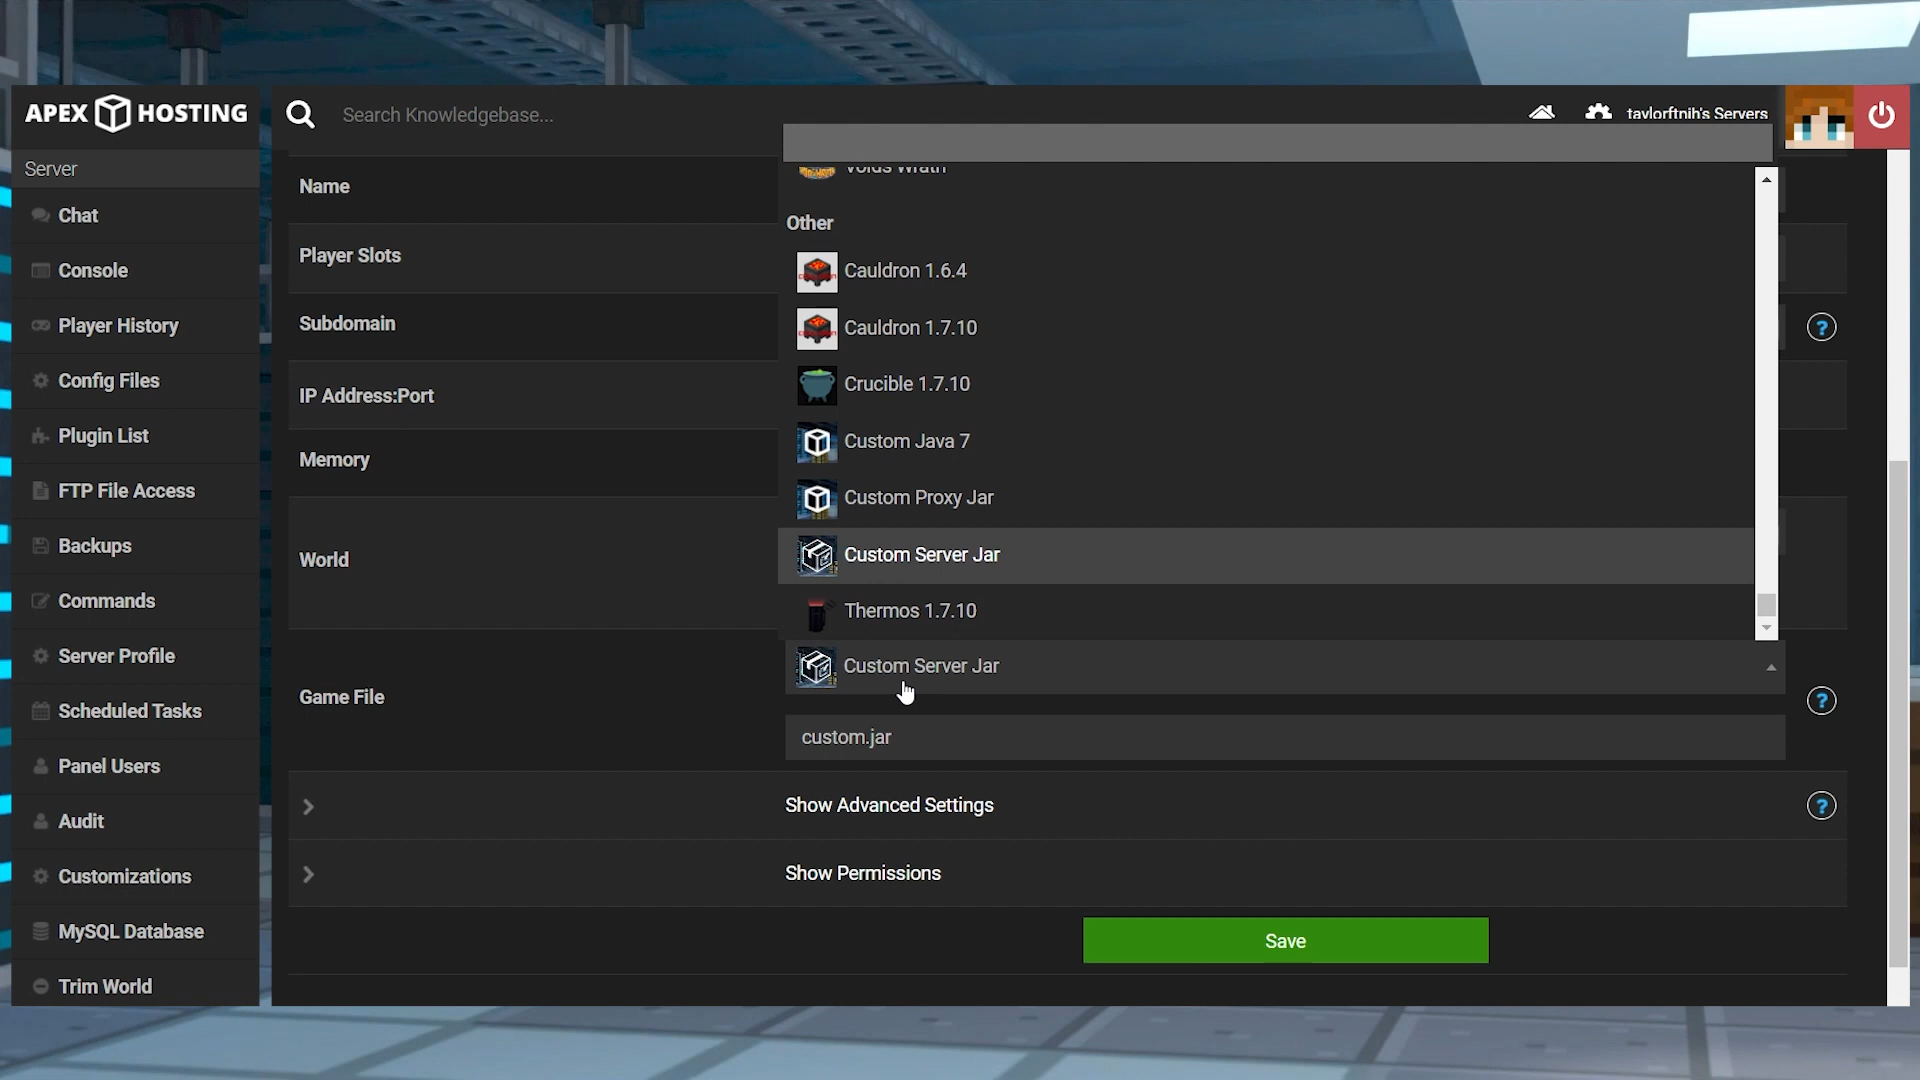 APEX HOSTING
Search Knowledgebase...
taylorftnih's Servers
Server
Chat
Console
Player History
Config Files
Plugin List
FTP File Access
Backups
Commands
Server Profile
Scheduled Tasks
Panel Users
Audit
Customizations
MySQL Database
Trim World
Name
Player Slots
Subdomain
IP Address:Port
Memory
World
Game File
Voids Wrath
Other
Cauldron 1.6.4
Cauldron 1.7.10
Crucible 1.7.10
Custom Java 7
Custom Proxy Jar
Custom Server Jar
Thermos 1.7.10
Custom Server Jar
custom.jar
Show Advanced Settings
Show Permissions
Save
?
?
?